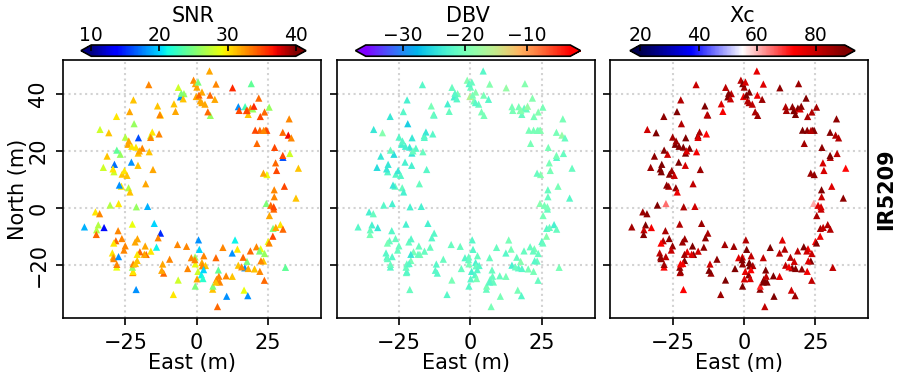 SNR DBV Xc
10 20 30 40 −30 −20 −10 20 40 60 80
40
20
0
−20
North (m)
IR5209
−25 0 25 −25 0 25 −25 0 25
East (m) East (m) East (m)